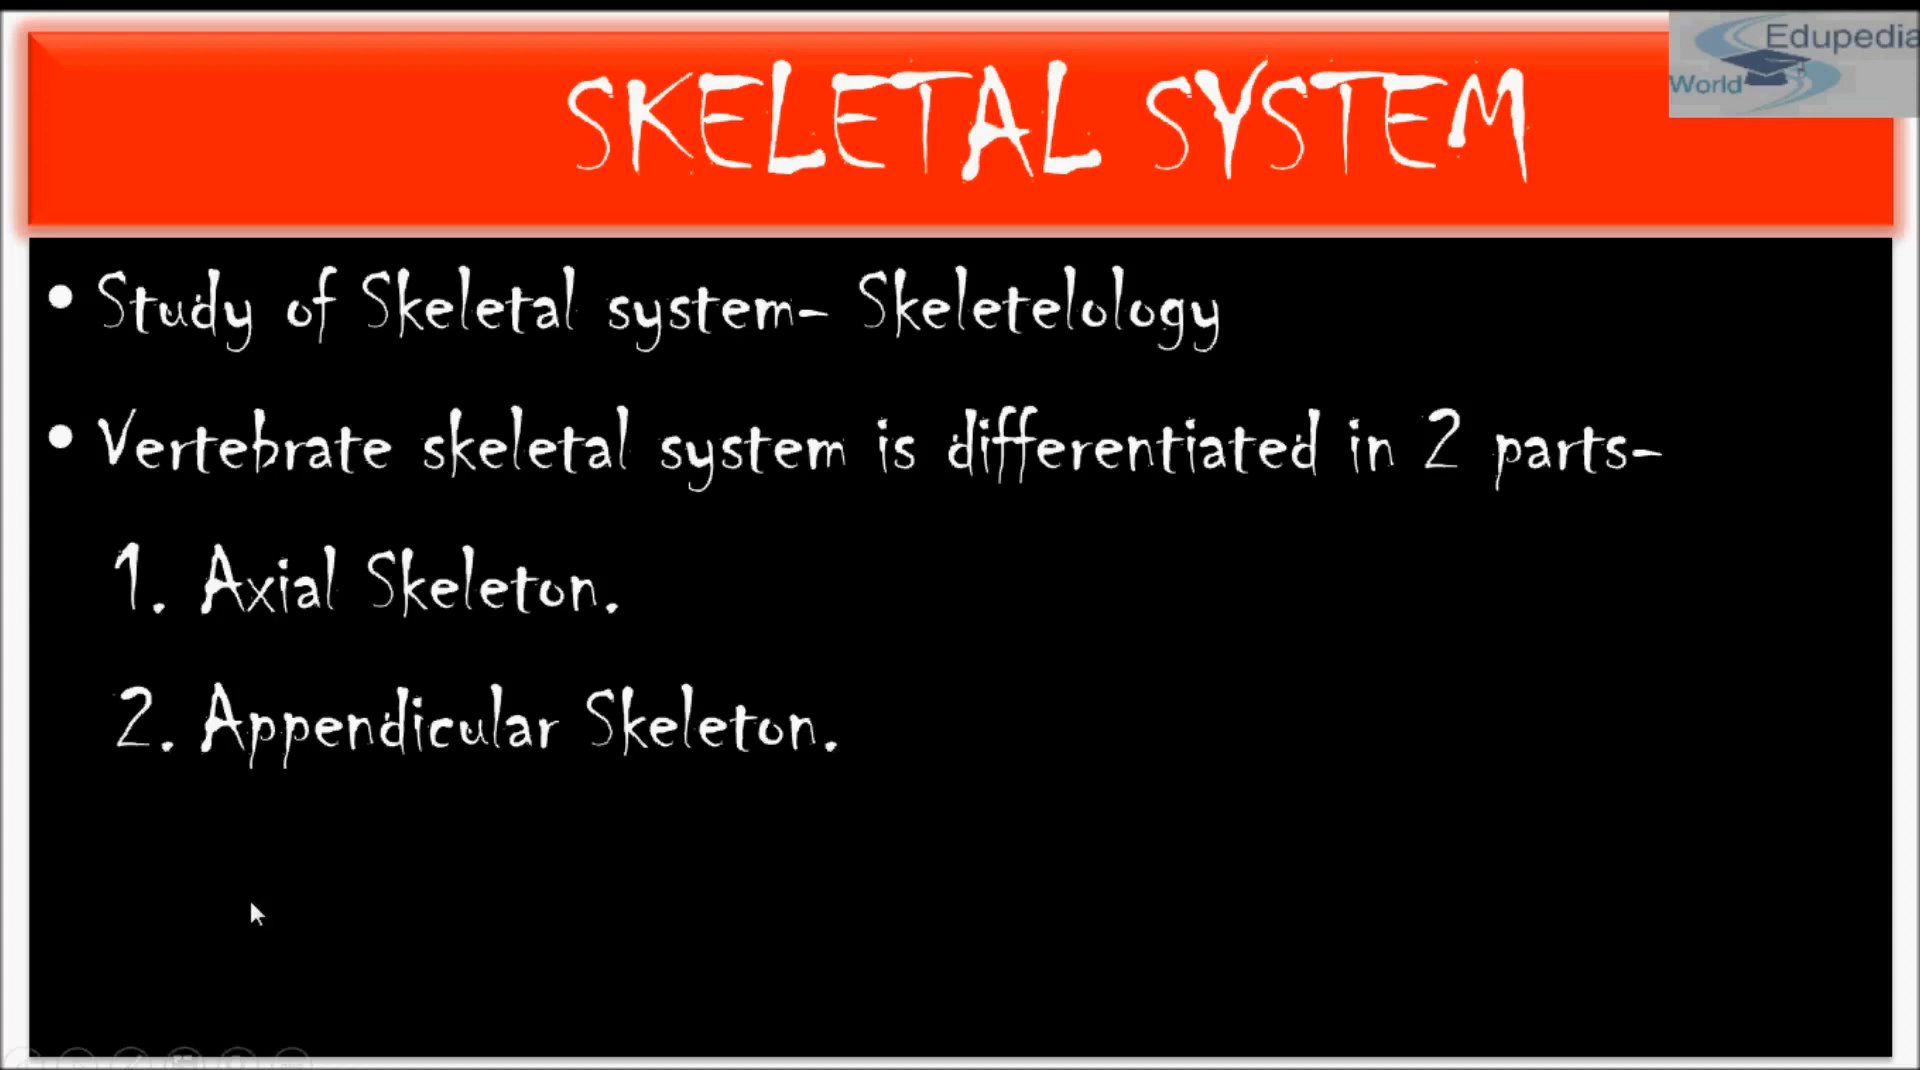 Edupedia
World
SKELETAL SYSTEM
• Study of Skeletal system- Skeletelology
• Vertebrate skeletal system is differentiated in 2 parts-
1. Axial Skeleton.
2. Appendicular Skeleton.